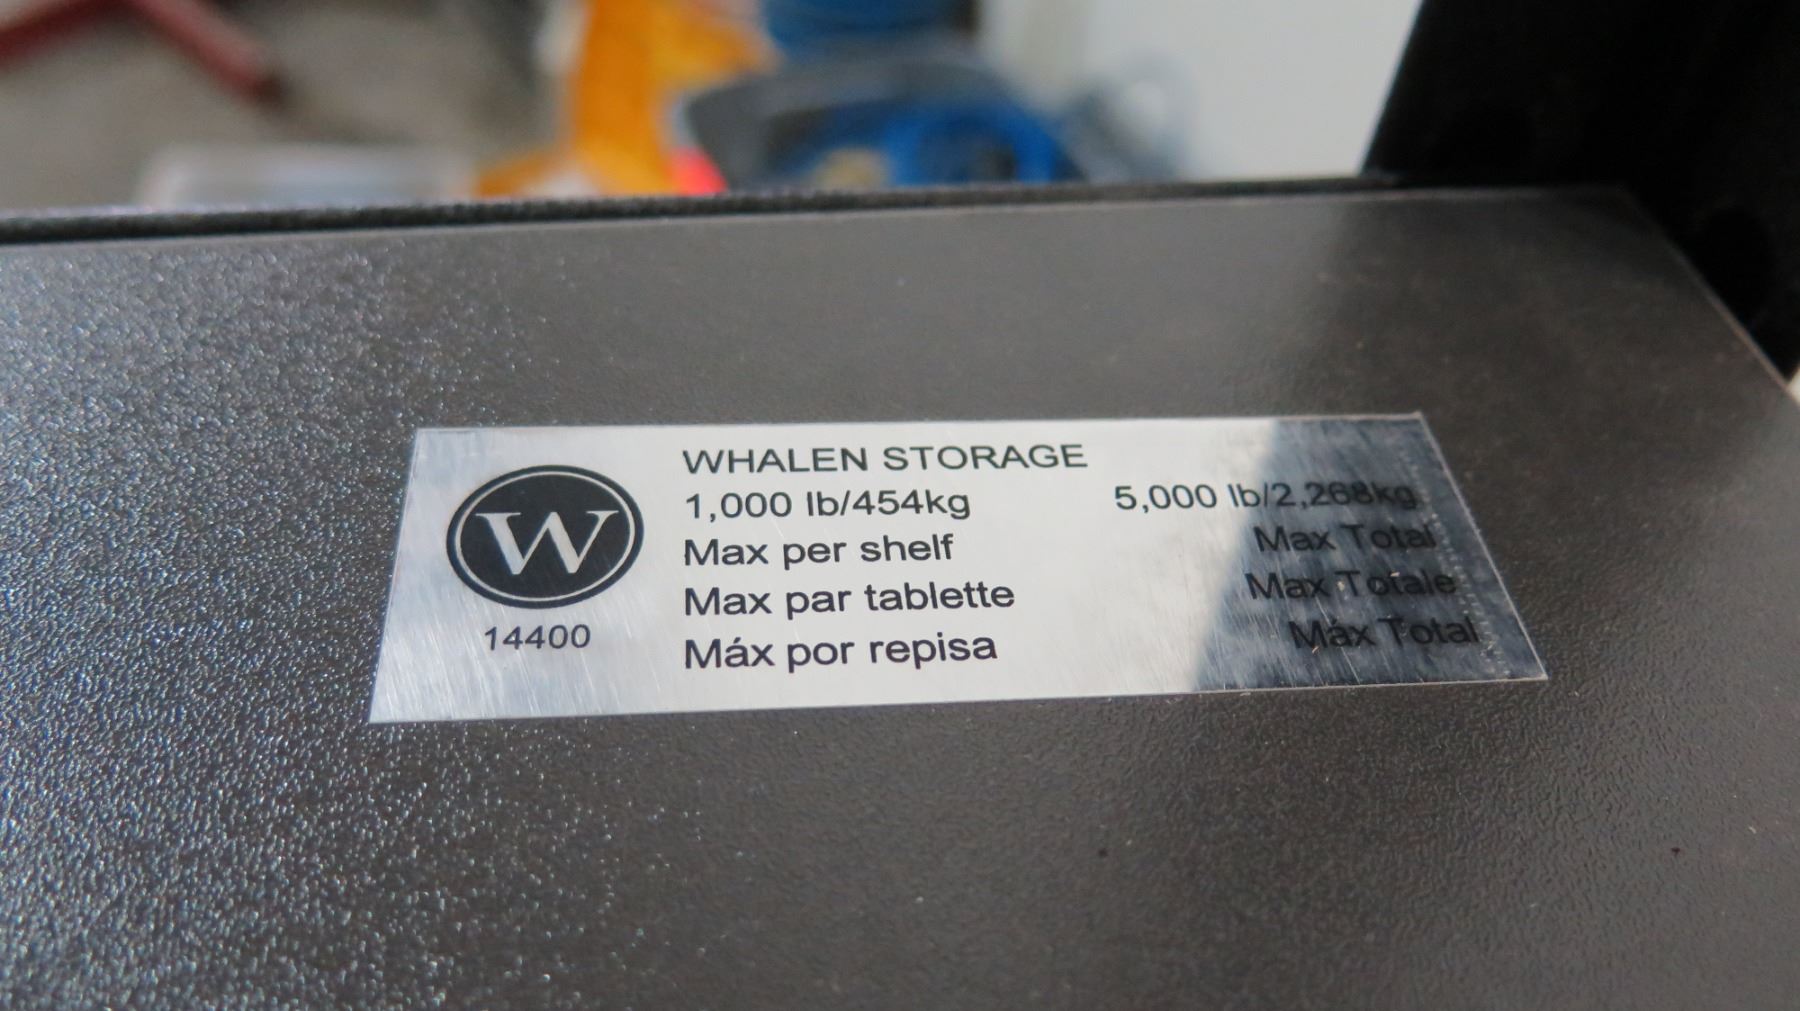 WHALEN STORAGE
1,000 lb/454kg
Max per shelf
Max par tablette
Máx por repisa
5,000 lb/2,268kg
Max Total
Max Totale
Máx Total
W
14400